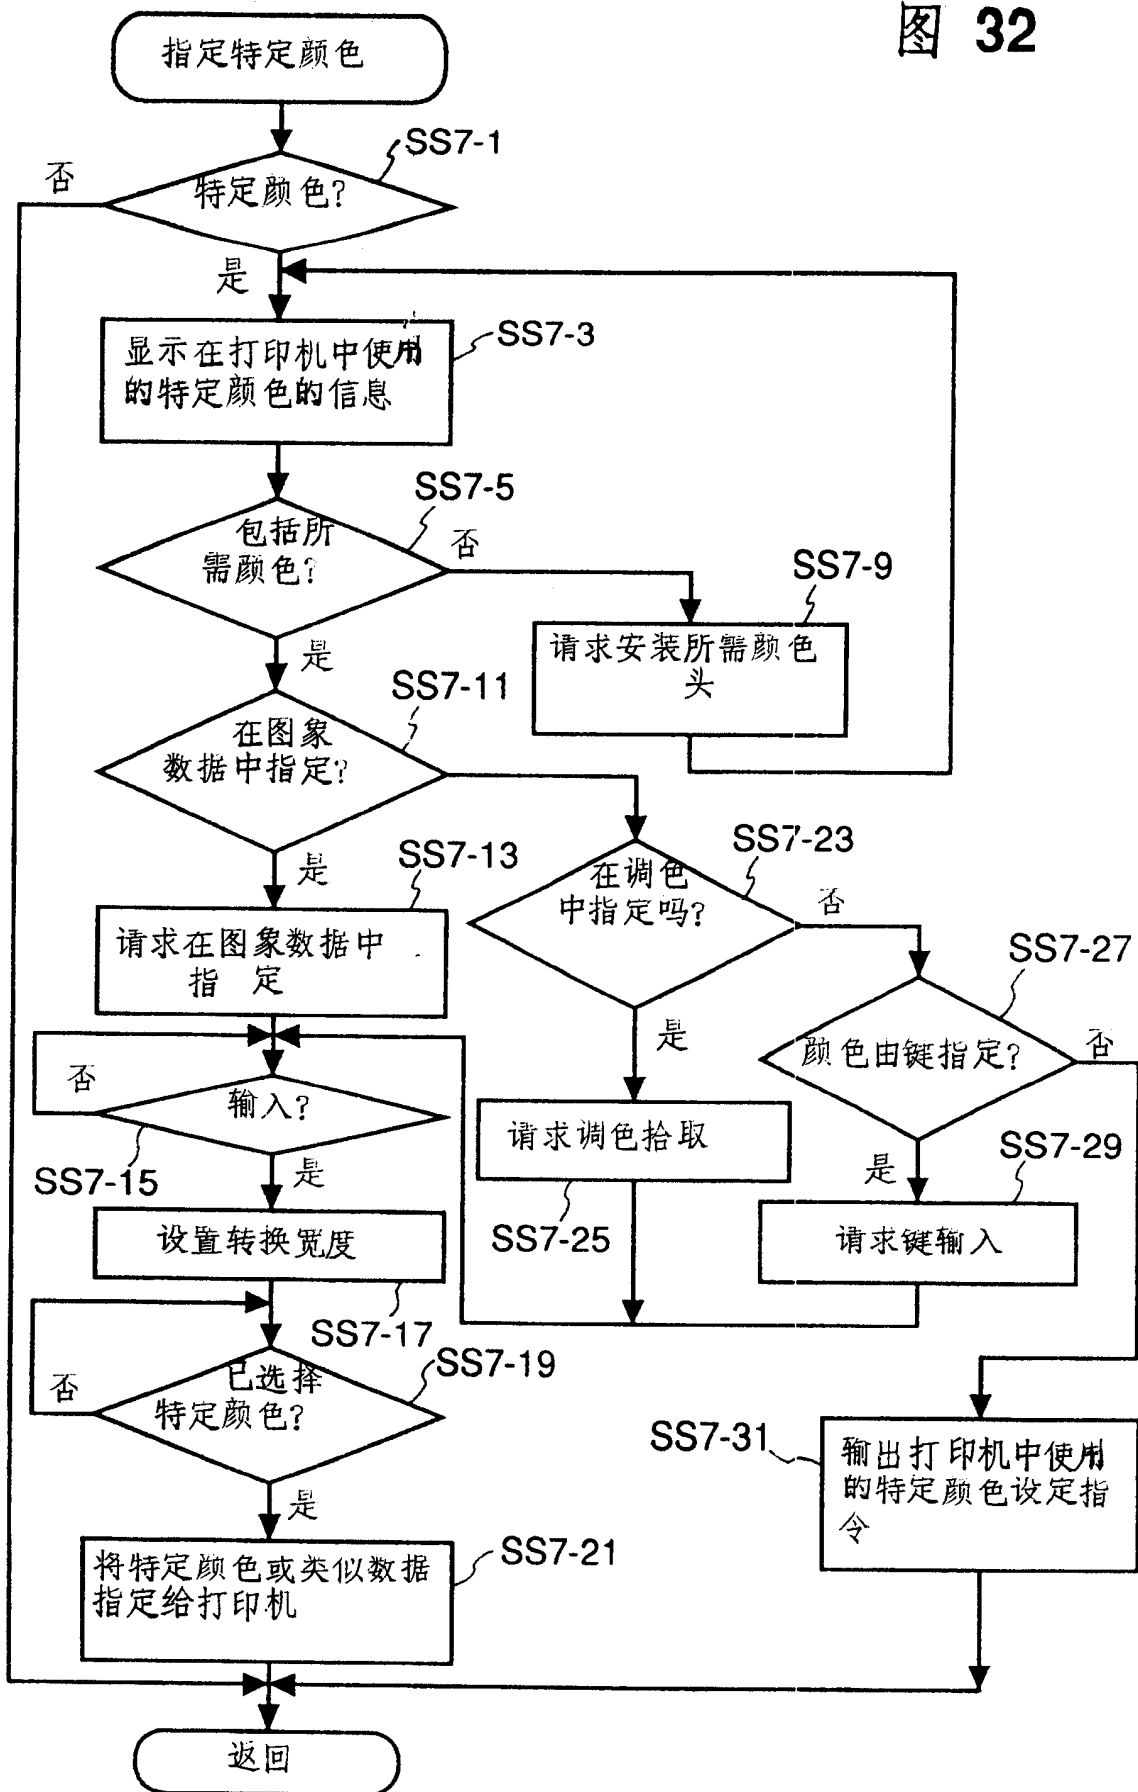 图 32
指定特定颜色
SS7-1
否
特定颜色?
是
SS7-3
显示在打印机中使用
的特定颜色的信息
SS7-5
包括所
需颜色?
否
SS7-9
是
请求安装所需颜色
头
SS7-11
在图象
数据中指定?
SS7-23
是
SS7-13
在调色
中指定吗?
否
请求在图象数据中
指 定
SS7-27
是
颜色由键指定?
否
否
输入?
请求调色拾取
SS7-29
是
SS7-15
是
SS7-25
设置转换宽度
请求键输入
SS7-17
SS7-19
已选择
特定颜色?
否
SS7-31
输出打印机中使用
的特定颜色设定指
令
是
SS7-21
将特定颜色或类似数据
指定给打印机
返回